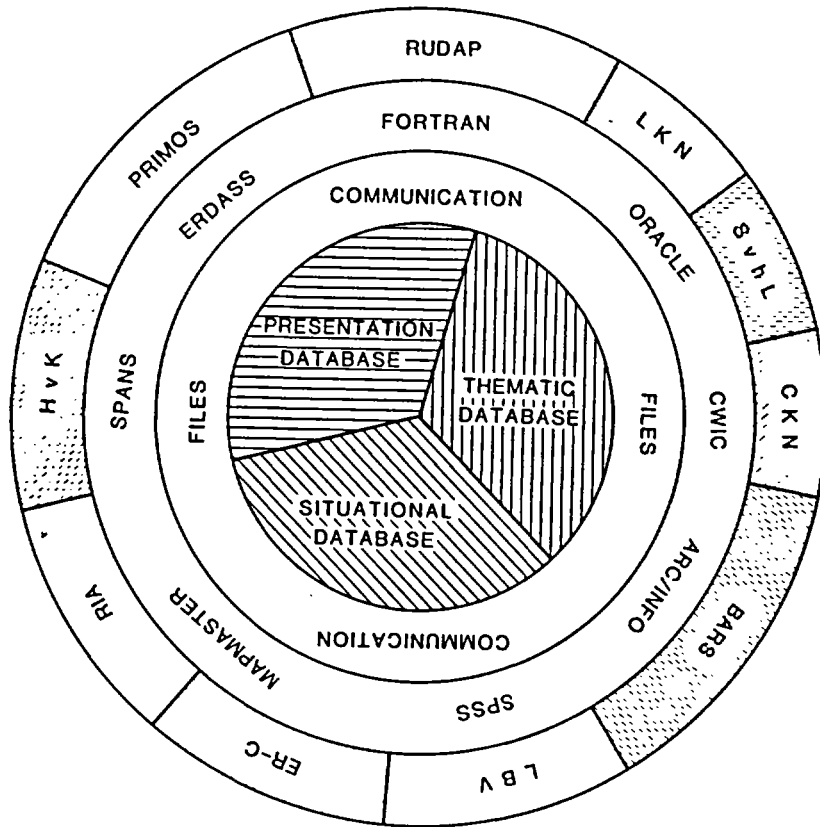 RUDAP
LKN
SvhL
CKN
BARS
LBV
ER-C
RIA
HvK
PRIMOS
FORTRAN
ORACLE
CWIC
ARC/INFO
SPSS
MAPMASTER
SPANS
ERDASS
COMMUNICATION
FILES
COMMUNICATION
FILES
PRESENTATION
DATABASE
THEMATIC
DATABASE
SITUATIONAL
DATABASE